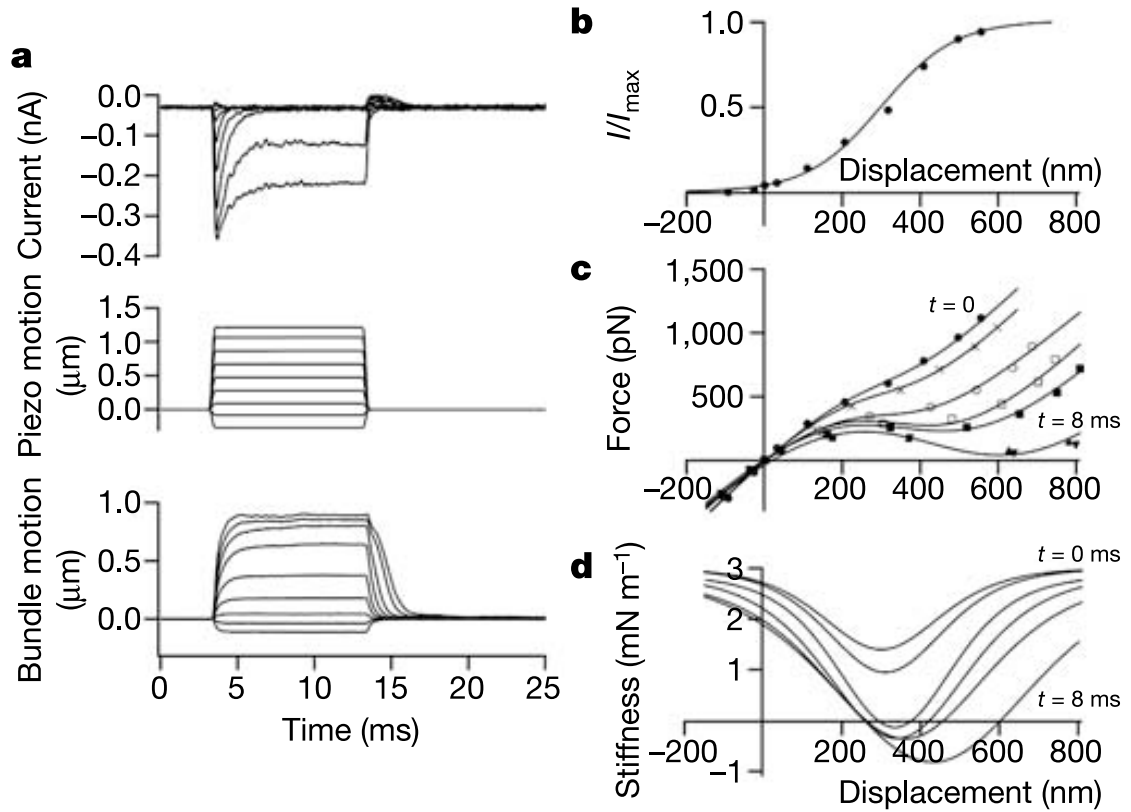 a
Current (nA)
0.0
−0.1
−0.2
−0.3
−0.4
Piezo motion
(μm)
1.5
1.0
0.5
0.0
Bundle motion
(μm)
1.0
0.5
0.0
0 5 10 15 20 25
Time (ms)
b
I/Imax
1.0
0.5
Displacement (nm)
−200 0 200 400 600 800
c
Force (pN)
1,500
1,000
500
t = 0
t = 8 ms
−200 0 200 400 600 800
d
Stiffness (mN m−1)
3
2
1
−1
t = 0 ms
t = 8 ms
−200 0 200 400 600 800
Displacement (nm)